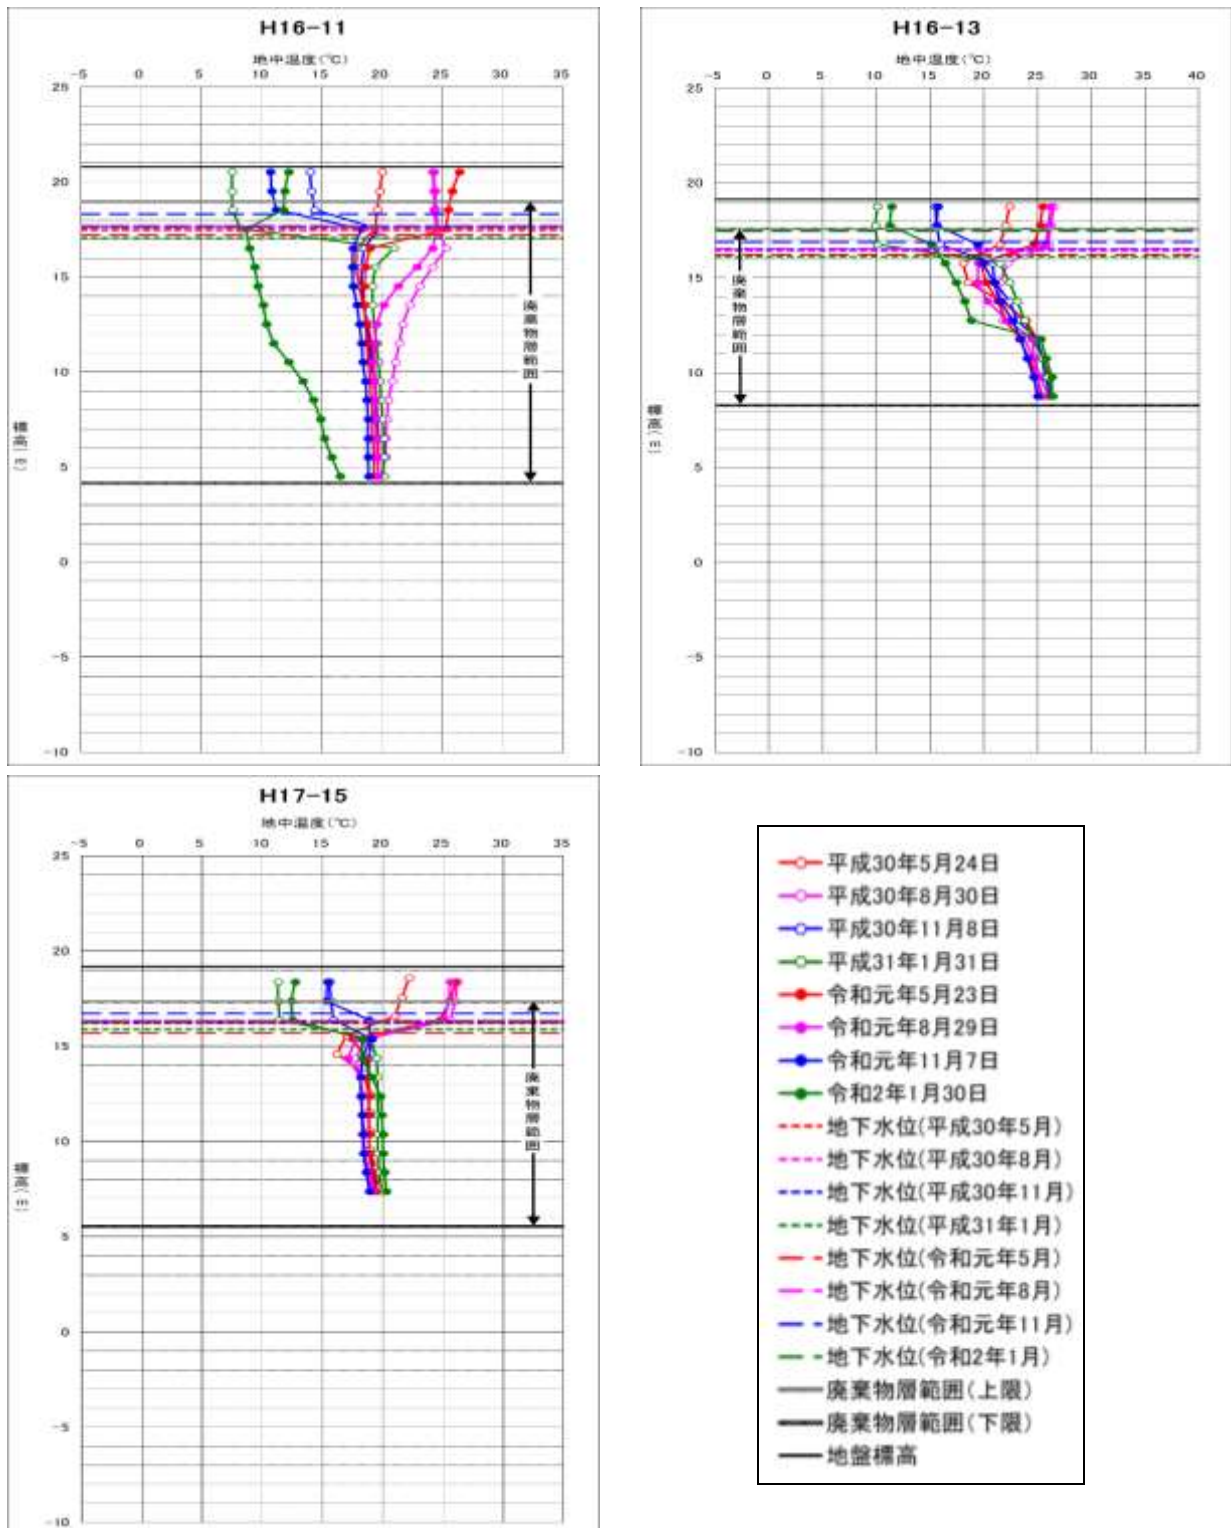 H16-11
地中温度(℃)
-5 0 5 10 15 20 25 30 35
25
20
15
10
5
0
-5
-10
標高(m)
廃棄物層範囲
H16-13
地中温度(℃)
-5 0 5 10 15 20 25 30 35 40
25
20
15
10
5
0
-5
-10
標高(m)
廃棄物層範囲
H17-15
地中温度(℃)
-5 0 5 10 15 20 25 30 35
25
20
15
10
5
0
-5
-10
標高(m)
廃棄物層範囲
平成30年5月24日
平成30年8月30日
平成30年11月8日
平成31年1月31日
令和元年5月23日
令和元年8月29日
令和元年11月7日
令和2年1月30日
地下水位(平成30年5月)
地下水位(平成30年8月)
地下水位(平成30年11月)
地下水位(平成31年1月)
地下水位(令和元年5月)
地下水位(令和元年8月)
地下水位(令和元年11月)
地下水位(令和2年1月)
廃棄物層範囲(上限)
廃棄物層範囲(下限)
地盤標高